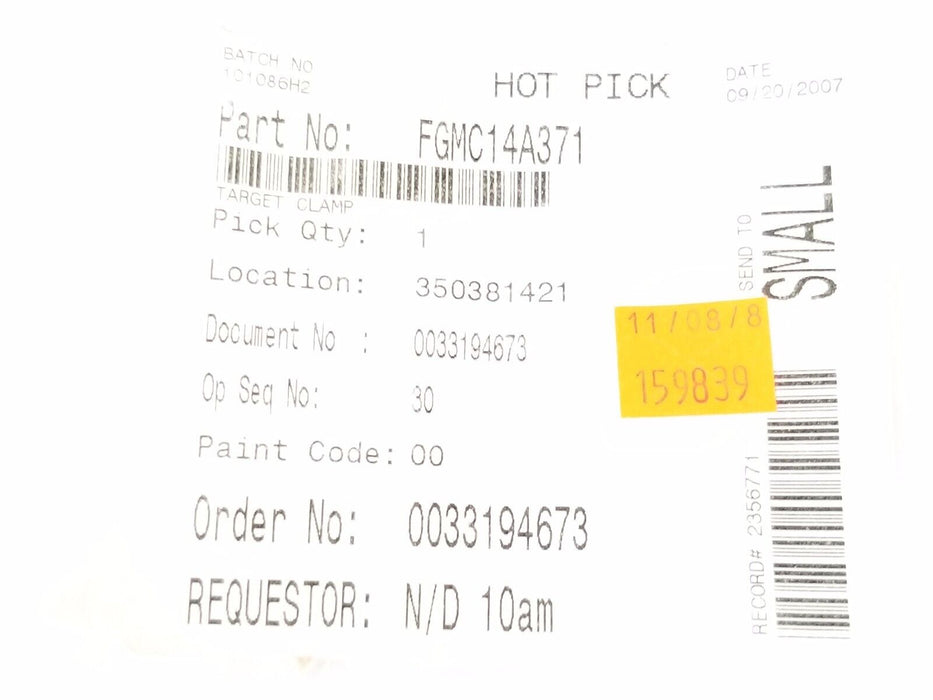 BATCH NO
101086H2
HOT PICK
DATE
09/20/2007
Part No: FGMC14A371
TARGET CLAMP
Pick Qty: 1
Location: 350381421
Document No : 0033194673
Op Seq No: 30
Paint Code: 00
Order No: 0033194673
REQUESTOR: N/D 10am
SEND TO
SMALL
11/08/8
159839
RECORD# 2356771